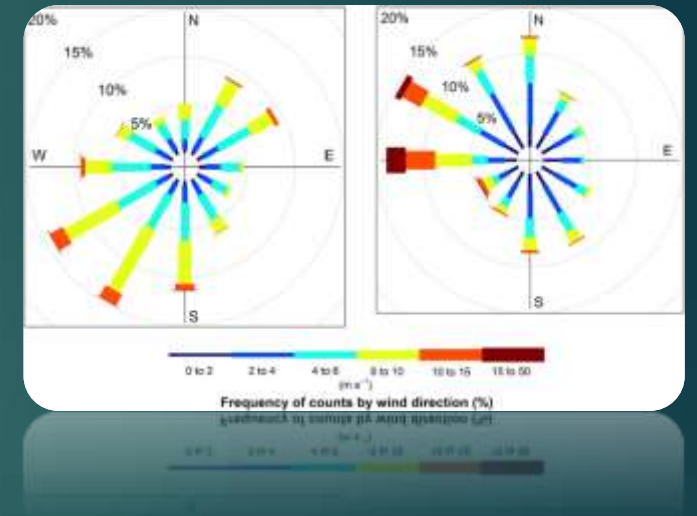 20%
N
15%
10%
5%
W
E
S
20%
N
15%
10%
5%
E
S
0 to 2 2 to 4 4 to 6 8 to 10 10 to 15 15 to 50
(m s⁻¹)
Frequency of counts by wind direction (%)